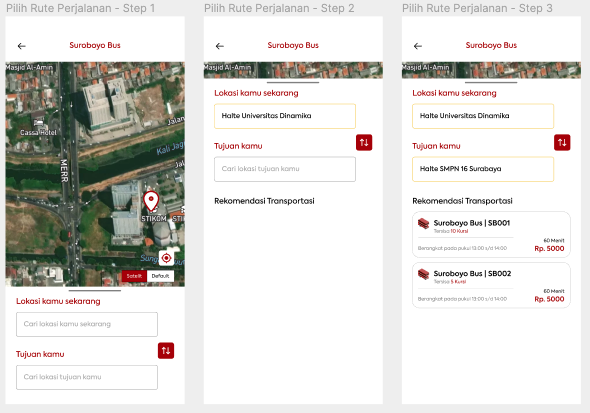 Pilih Rute Perjalanan - Step 1
Suroboyo Bus
Masjid Al-Amin
Cassa Hotel
Jalan
Kali Jag
MERR
Jal
STIKOM
STI
Sung
Satelit
Default
Lokasi kamu sekarang
Cari lokasi kamu sekarang
Tujuan kamu
Cari lokasi tujuan kamu
Pilih Rute Perjalanan - Step 2
Suroboyo Bus
Masjid Al-Amin
Lokasi kamu sekarang
Halte Universitas Dinamika
Tujuan kamu
Cari lokasi tujuan kamu
Rekomendasi Transportasi
Pilih Rute Perjalanan - Step 3
Suroboyo Bus
Masjid Al-Amin
Lokasi kamu sekarang
Halte Universitas Dinamika
Tujuan kamu
Halte SMPN 16 Surabaya
Rekomendasi Transportasi
Suroboyo Bus | SB001
Tersisa 10 Kursi
60 Menit
Berangkat pada pukul 13:00 s/d 14:00
Rp. 5000
Suroboyo Bus | SB002
Tersisa 5 Kursi
60 Menit
Berangkat pada pukul 13:00 s/d 14:00
Rp. 5000